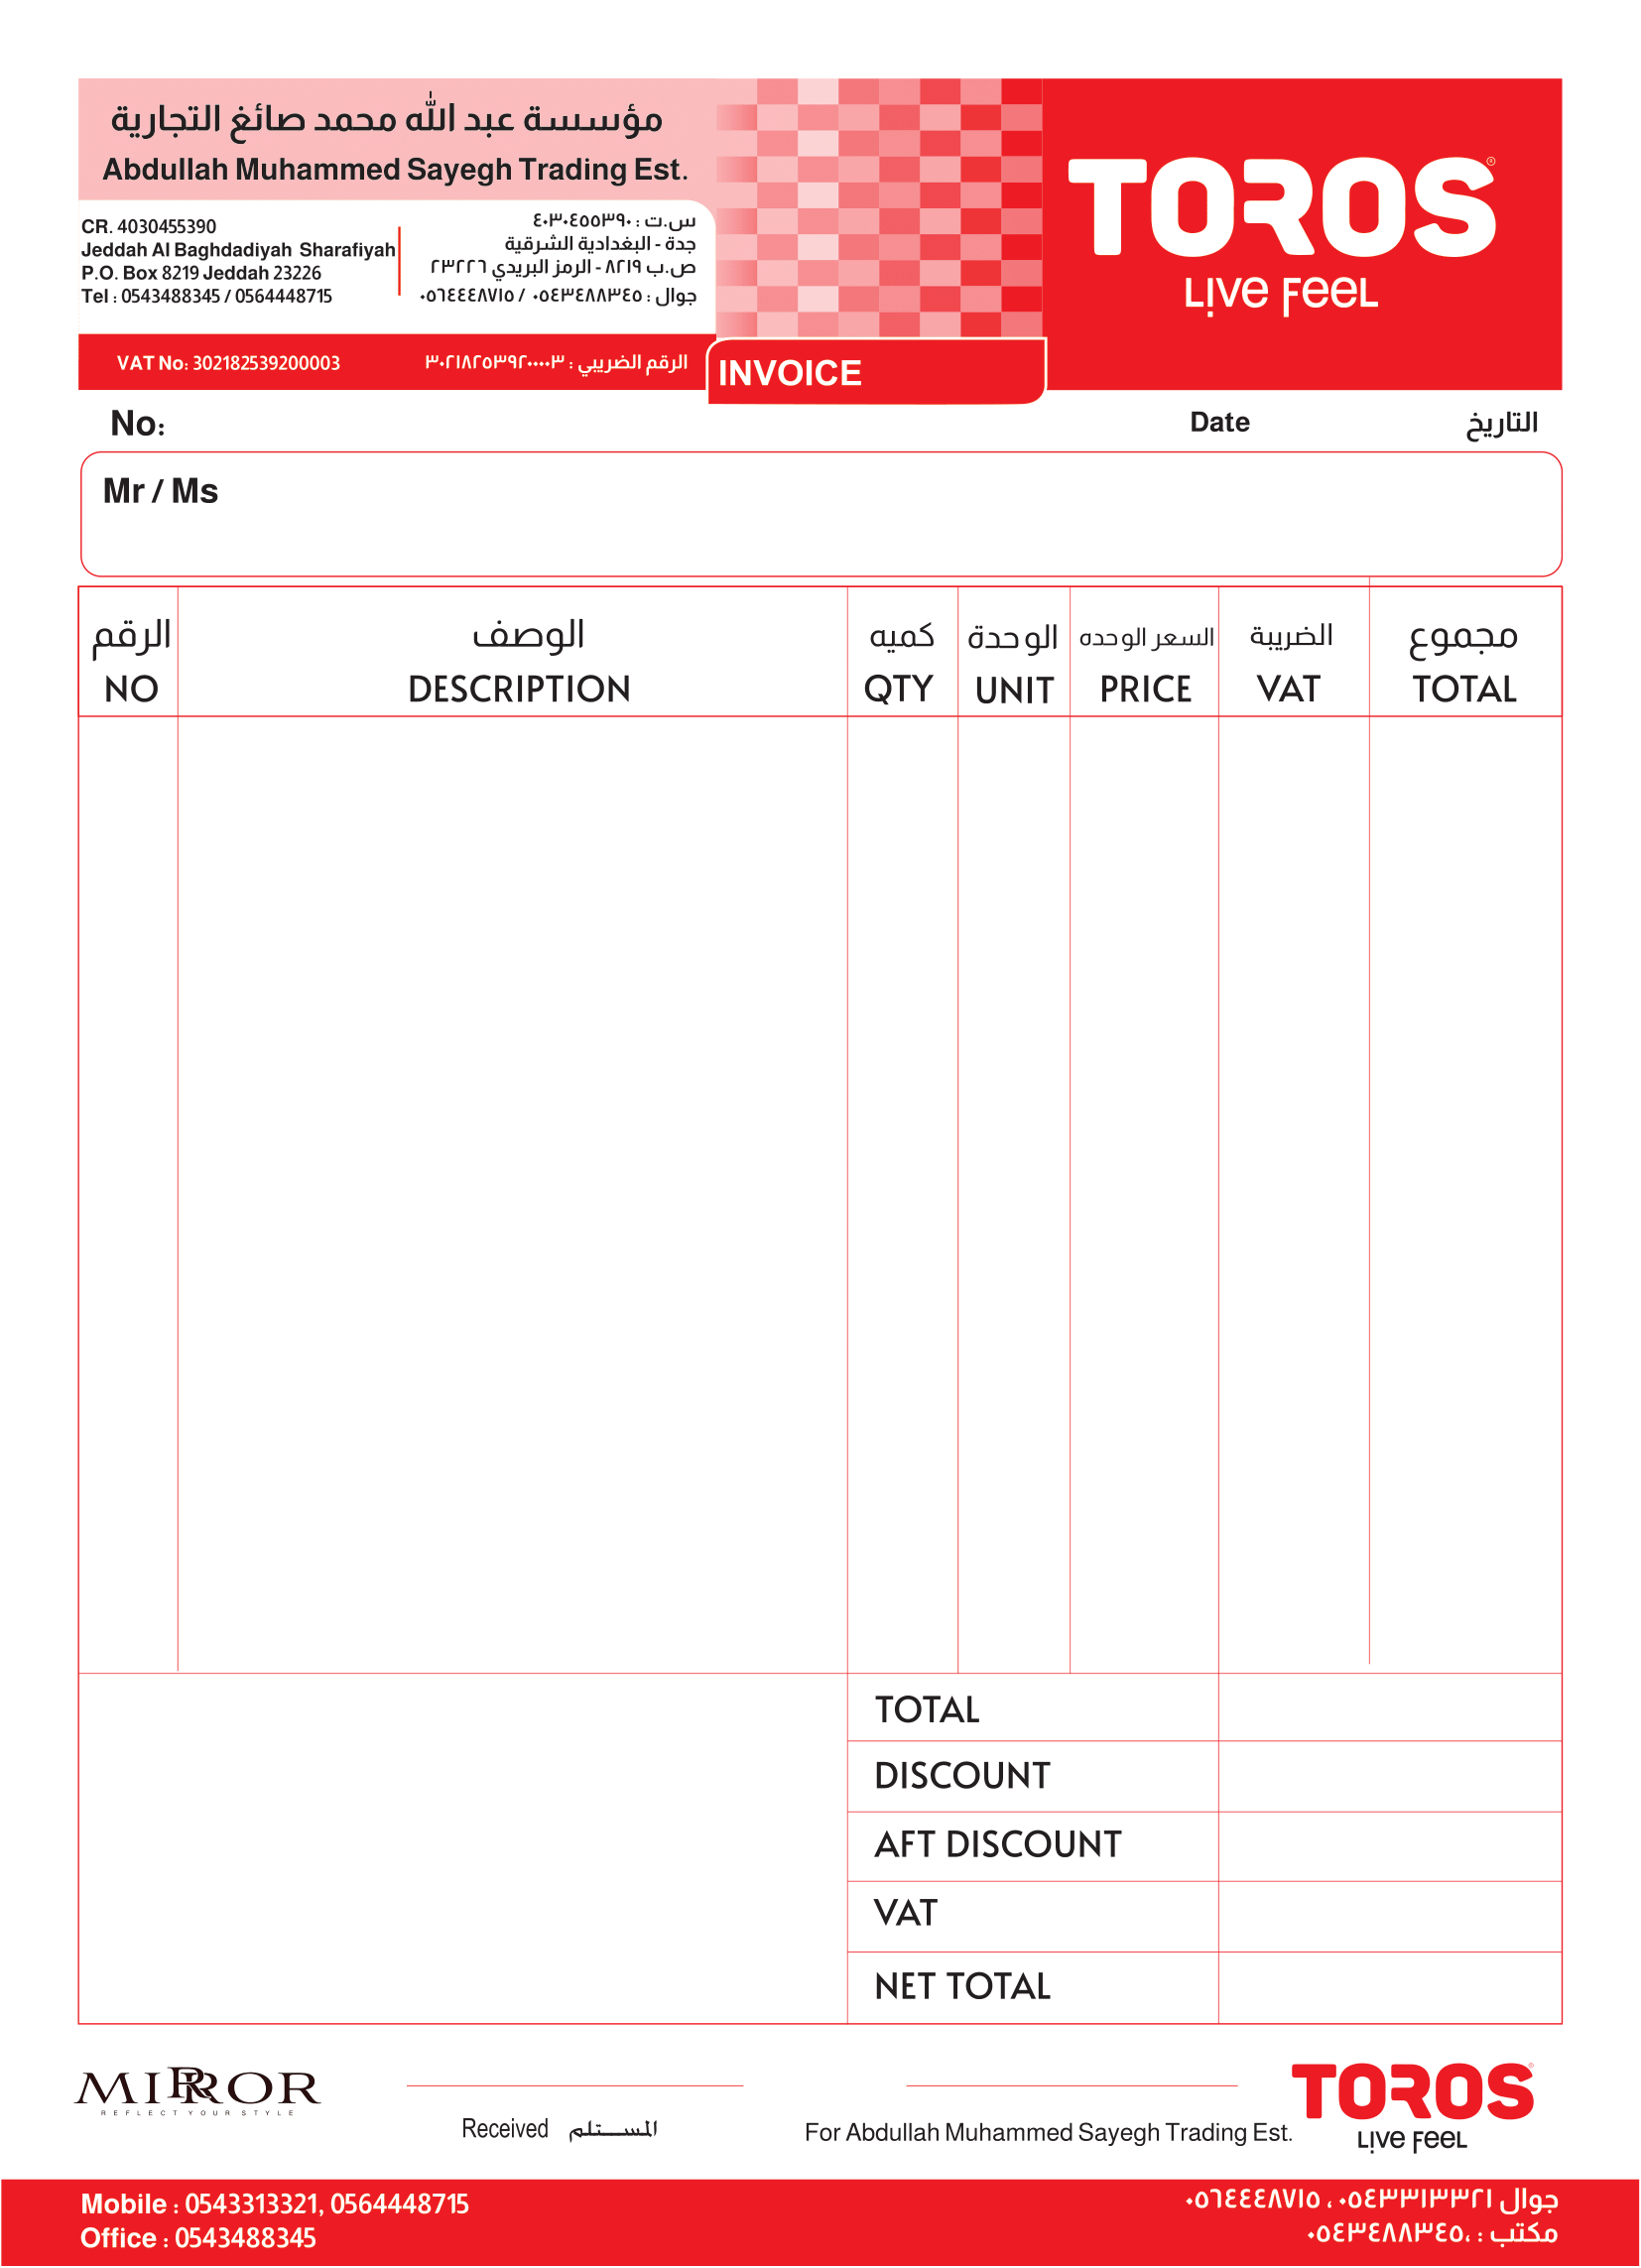 مؤسسة عبد الله محمد صائغ التجارية
Abdullah Muhammed Sayegh Trading Est.
TOROS®
Live Feel
CR. 4030455390
Jeddah Al Baghdadiyah Sharafiyah
P.O. Box 8219 Jeddah 23226
Tel : 0543488345 / 0564448715
س.ت : ٤٠٣٠٤٥٥٣٩٠
جدة - البغدادية الشرقية
ص.ب ٨٢١٩ - الرمز البريدي ٢٣٢٢٦
جوال : ٠٥٤٣٤٨٨٣٤٥ / ٠٥٦٤٤٤٨٧١٥
VAT No: 302182539200003
الرقم الضريبي : ٣٠٢١٨٢٥٣٩٢٠٠٠٠٣
INVOICE
No:
Date التاريخ
Mr / Ms
الرقم الوصف كميه الوحدة السعر الوحده الضريبة مجموع
NO DESCRIPTION QTY UNIT PRICE VAT TOTAL
TOTAL
DISCOUNT
AFT DISCOUNT
VAT
NET TOTAL
MIRROR
REFLECT YOUR STYLE
Received المستلم
For Abdullah Muhammed Sayegh Trading Est.
TOROS®
Live Feel
Mobile : 0543313321, 0564448715
Office : 0543488345
جوال ٠٥٤٣٣١٣٣٢١ ، ٠٥٦٤٤٤٨٧١٥
مكتب : ،٠٥٤٣٤٨٨٣٤٥